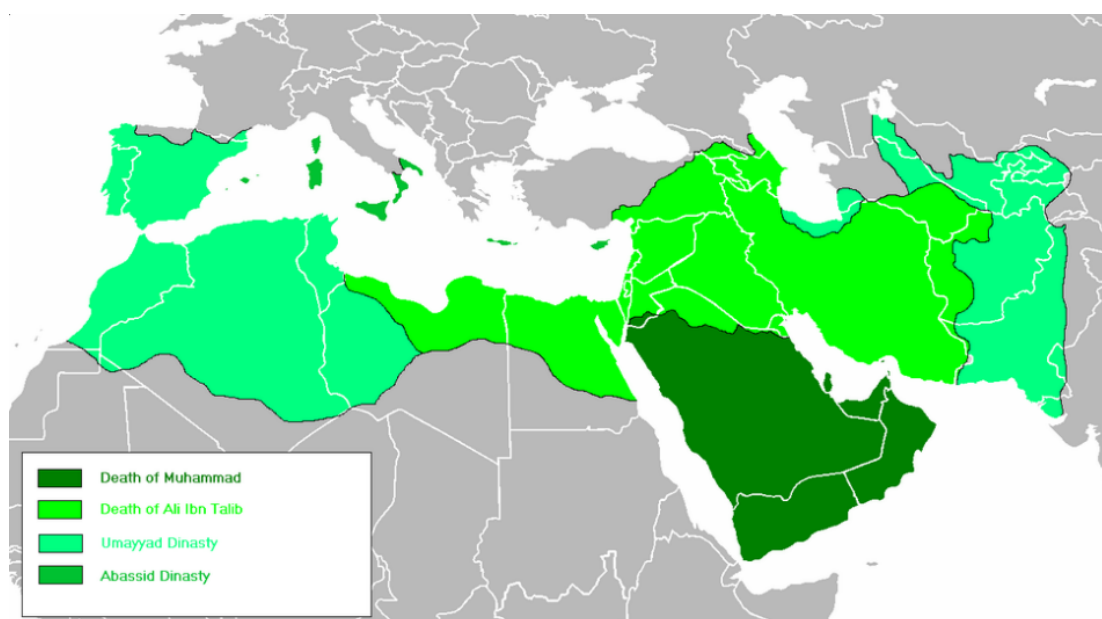 Death of Muhammad
Death of Ali Ibn Talib
Umayyad Dinasty
Abassid Dinasty